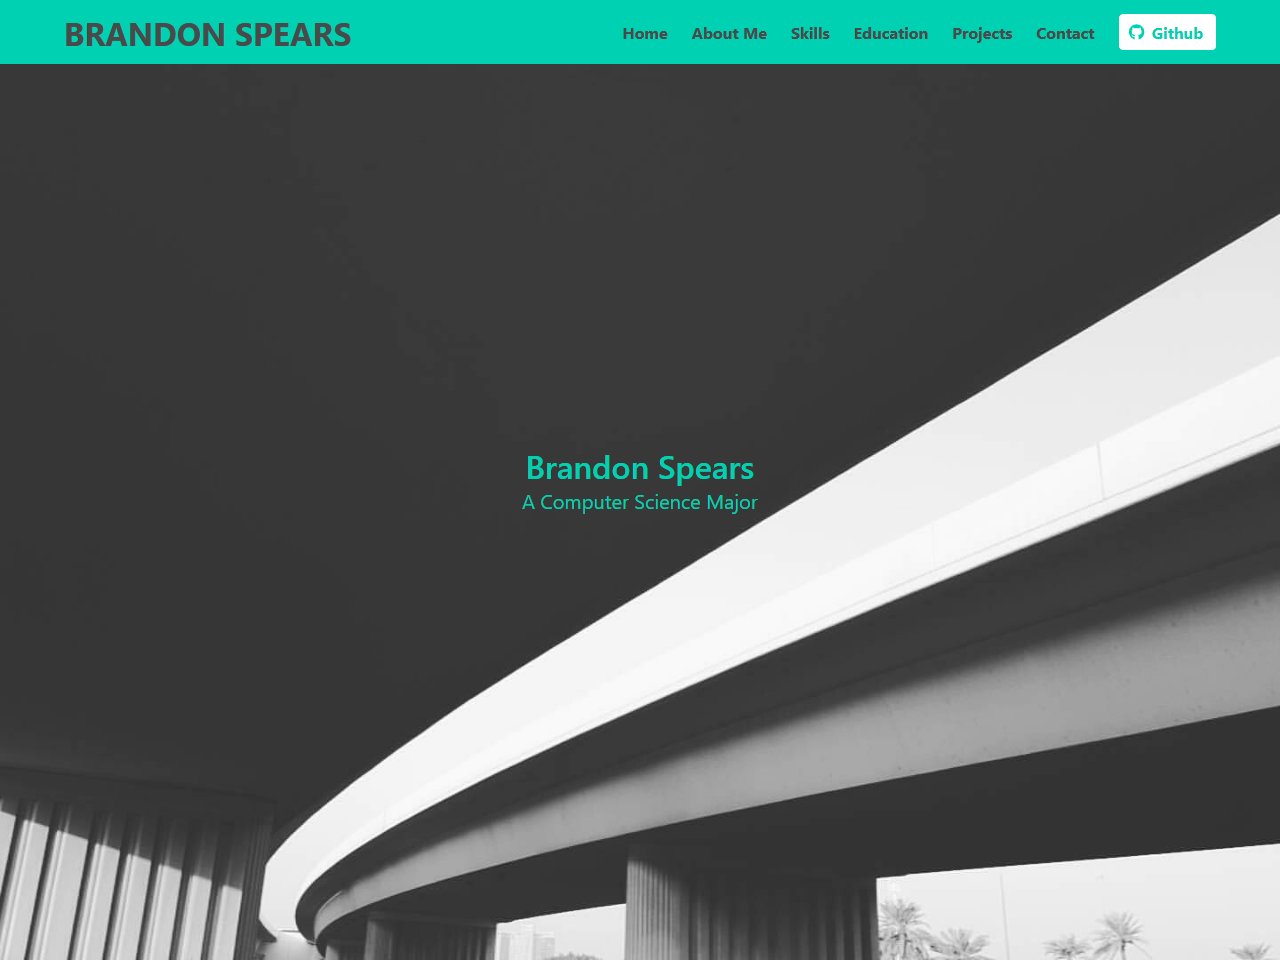 BRANDON SPEARS
Home About Me Skills Education Projects Contact Github
Brandon Spears
A Computer Science Major